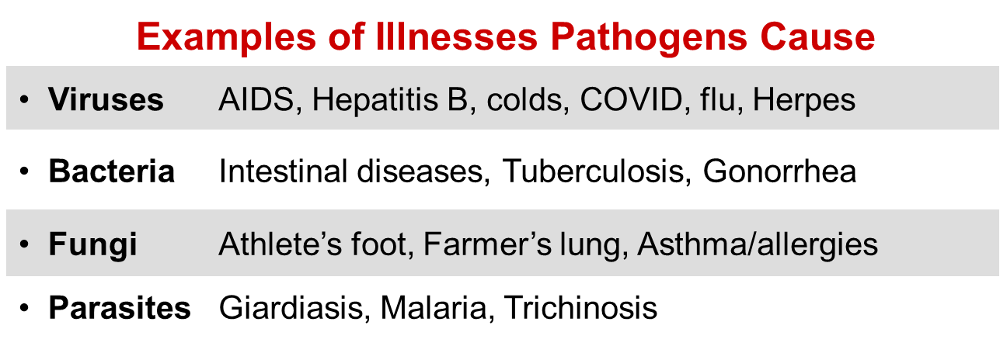 Examples of Illnesses Pathogens Cause
• Viruses AIDS, Hepatitis B, colds, COVID, flu, Herpes
• Bacteria Intestinal diseases, Tuberculosis, Gonorrhea
• Fungi Athlete’s foot, Farmer’s lung, Asthma/allergies
• Parasites Giardiasis, Malaria, Trichinosis